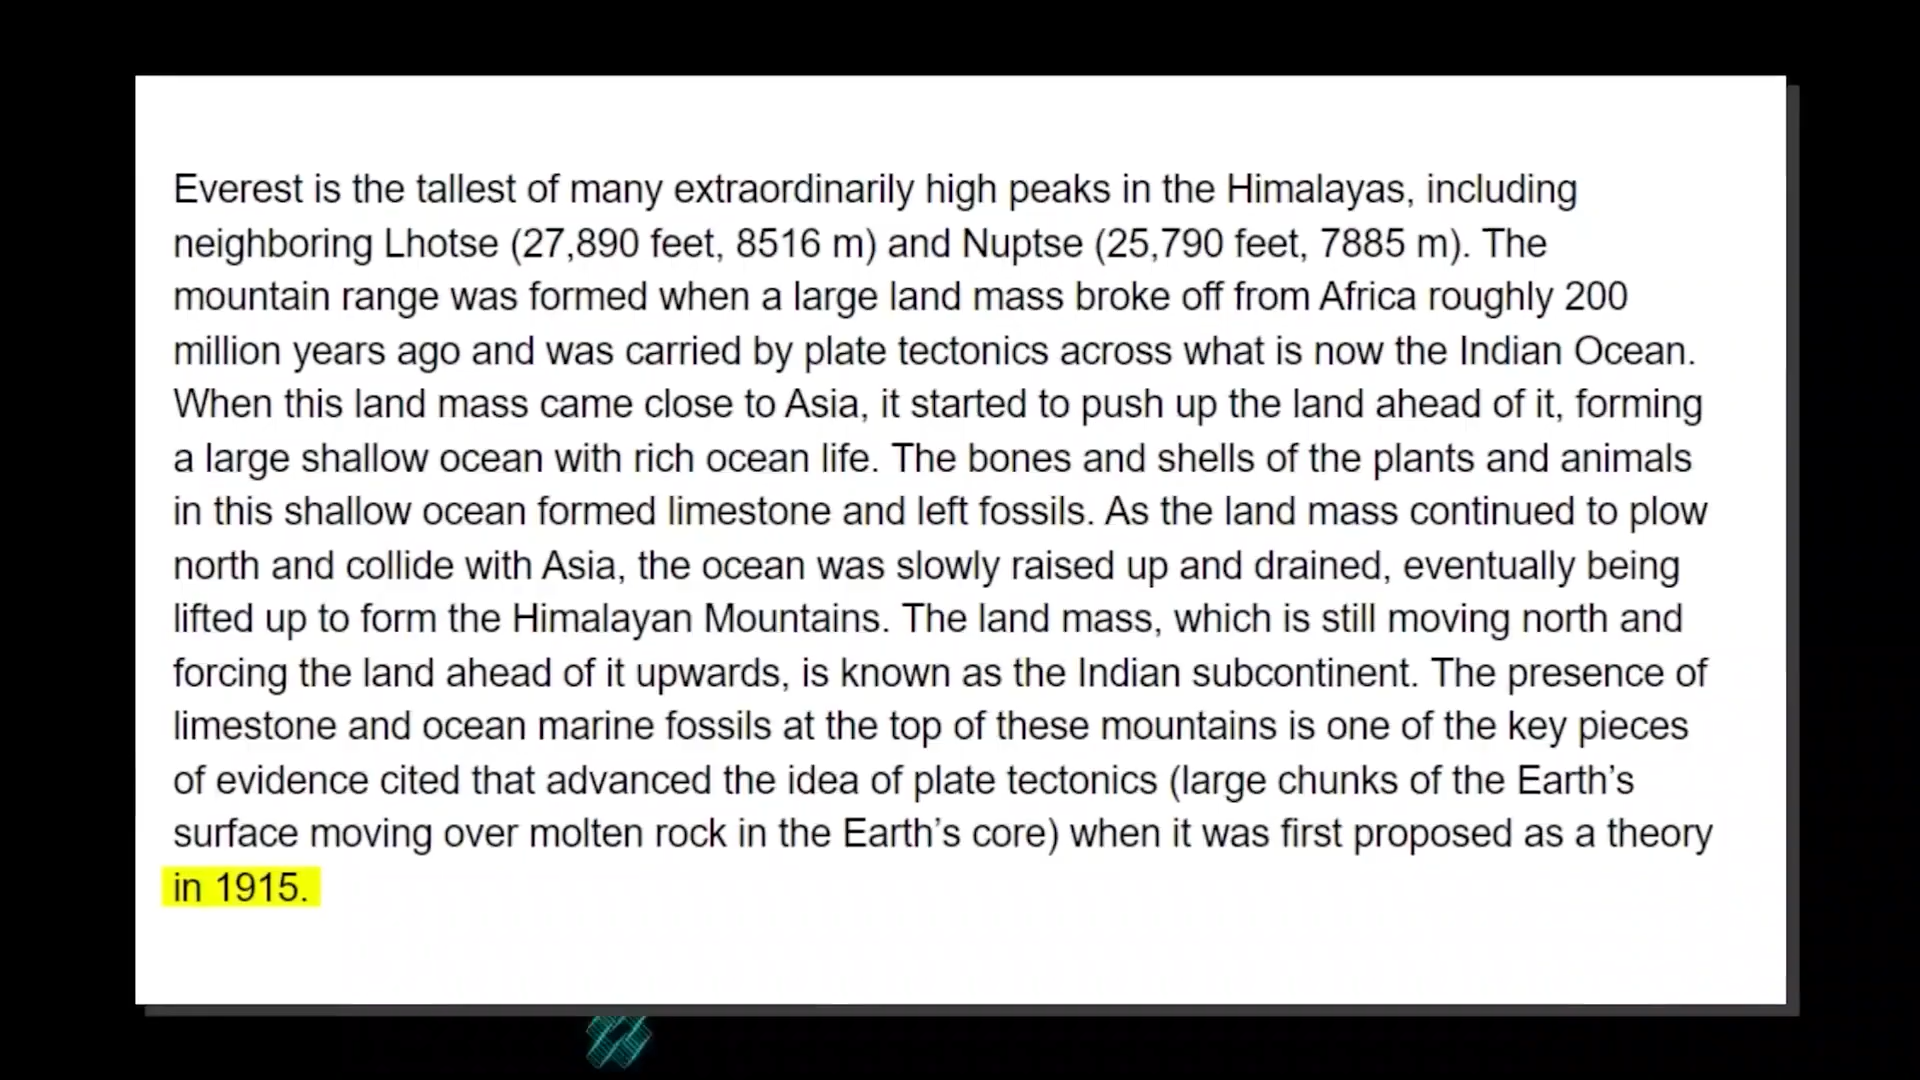 Everest is the tallest of many extraordinarily high peaks in the Himalayas, including
neighboring Lhotse (27,890 feet, 8516 m) and Nuptse (25,790 feet, 7885 m). The
mountain range was formed when a large land mass broke off from Africa roughly 200
million years ago and was carried by plate tectonics across what is now the Indian Ocean.
When this land mass came close to Asia, it started to push up the land ahead of it, forming
a large shallow ocean with rich ocean life. The bones and shells of the plants and animals
in this shallow ocean formed limestone and left fossils. As the land mass continued to plow
north and collide with Asia, the ocean was slowly raised up and drained, eventually being
lifted up to form the Himalayan Mountains. The land mass, which is still moving north and
forcing the land ahead of it upwards, is known as the Indian subcontinent. The presence of
limestone and ocean marine fossils at the top of these mountains is one of the key pieces
of evidence cited that advanced the idea of plate tectonics (large chunks of the Earth’s
surface moving over molten rock in the Earth’s core) when it was first proposed as a theory
in 1915.